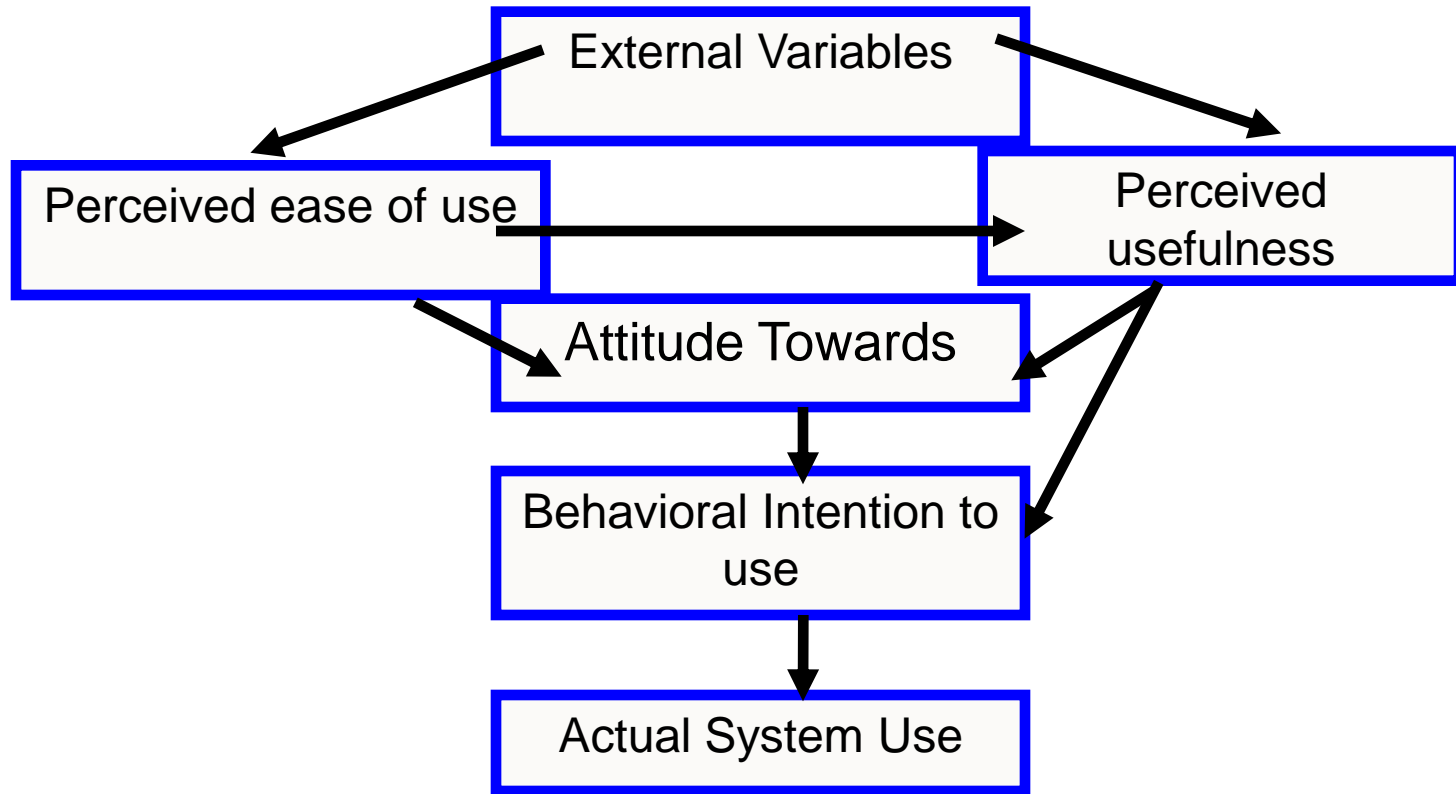 External Variables
Perceived ease of use
Perceived
usefulness
Attitude Towards
Behavioral Intention to
use
Actual System Use